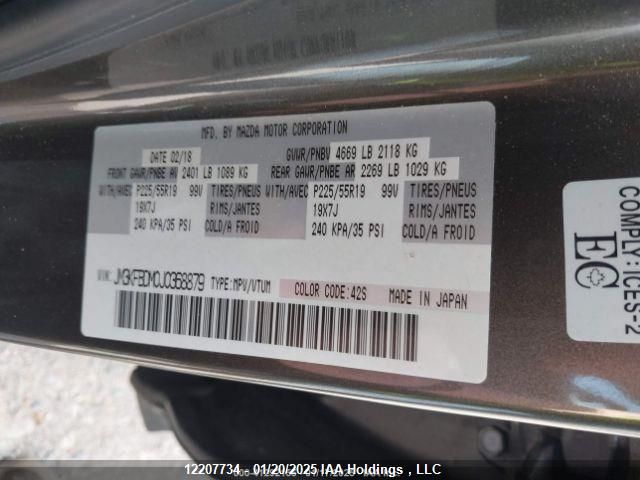 MFD. BY MAZDA MOTOR CORPORATION
DATE 02/18 GVWR/PNBV 4669 LB 2118 KG
FRONT GAWR/PNBE AV 2401 LB 1089 KG REAR GAWR/PNBE AR 2269 LB 1029 KG
WITH/AVEC P225/55R19 99V TIRES/PNEUS WITH/AVEC P225/55R19 99V TIRES/PNEUS
19X7J RIMS/JANTES 19X7J RIMS/JANTES
240 KPA/35 PSI COLD/A FROID 240 KPA/35 PSI COLD/A FROID
VIN: JM3KFBDM0J0368879 TYPE:MPV/VTUM COLOR CODE:42S MADE IN JAPAN
EC
COMPLY:ICES-2
12207734 - 01/20/2025 IAA Holdings , LLC